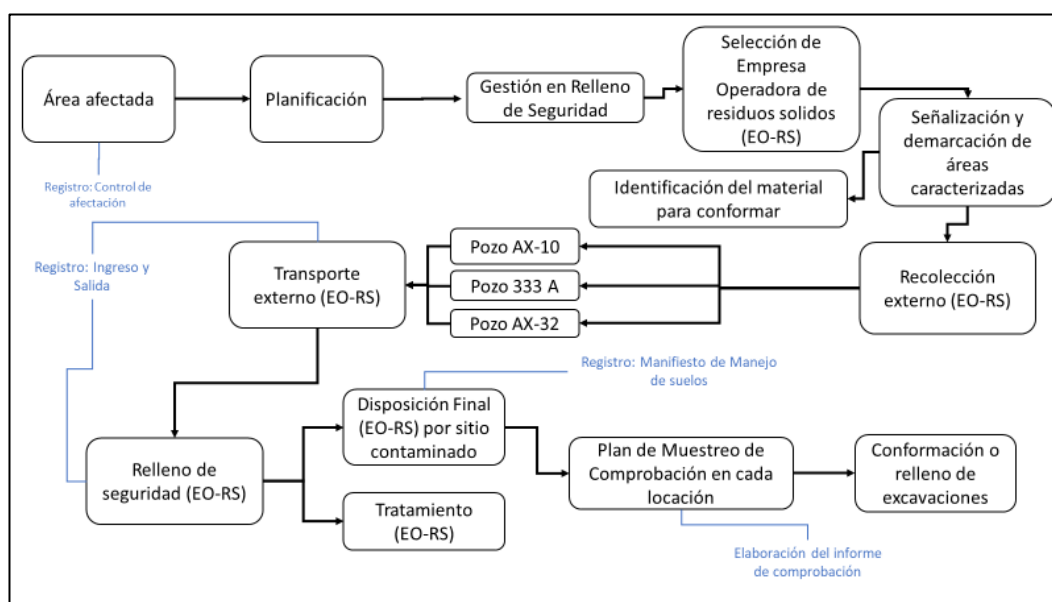 Área afectada
Planificación
Gestión en Relleno
de Seguridad
Selección de
Empresa
Operadora de
residuos solidos
(EO-RS)
Señalización y
demarcación de
áreas
caracterizadas
Registro: Control de
afectación
Identificación del material
para conformar
Registro: Ingreso y
Salida
Transporte
externo (EO-RS)
Pozo AX-10
Pozo 333 A
Pozo AX-32
Recolección
externo (EO-RS)
Registro: Manifiesto de Manejo
de suelos
Relleno de
seguridad (EO-RS)
Disposición Final
(EO-RS) por sitio
contaminado
Tratamiento
(EO-RS)
Plan de Muestreo de
Comprobación en cada
locación
Conformación o
relleno de
excavaciones
Elaboración del informe
de comprobación